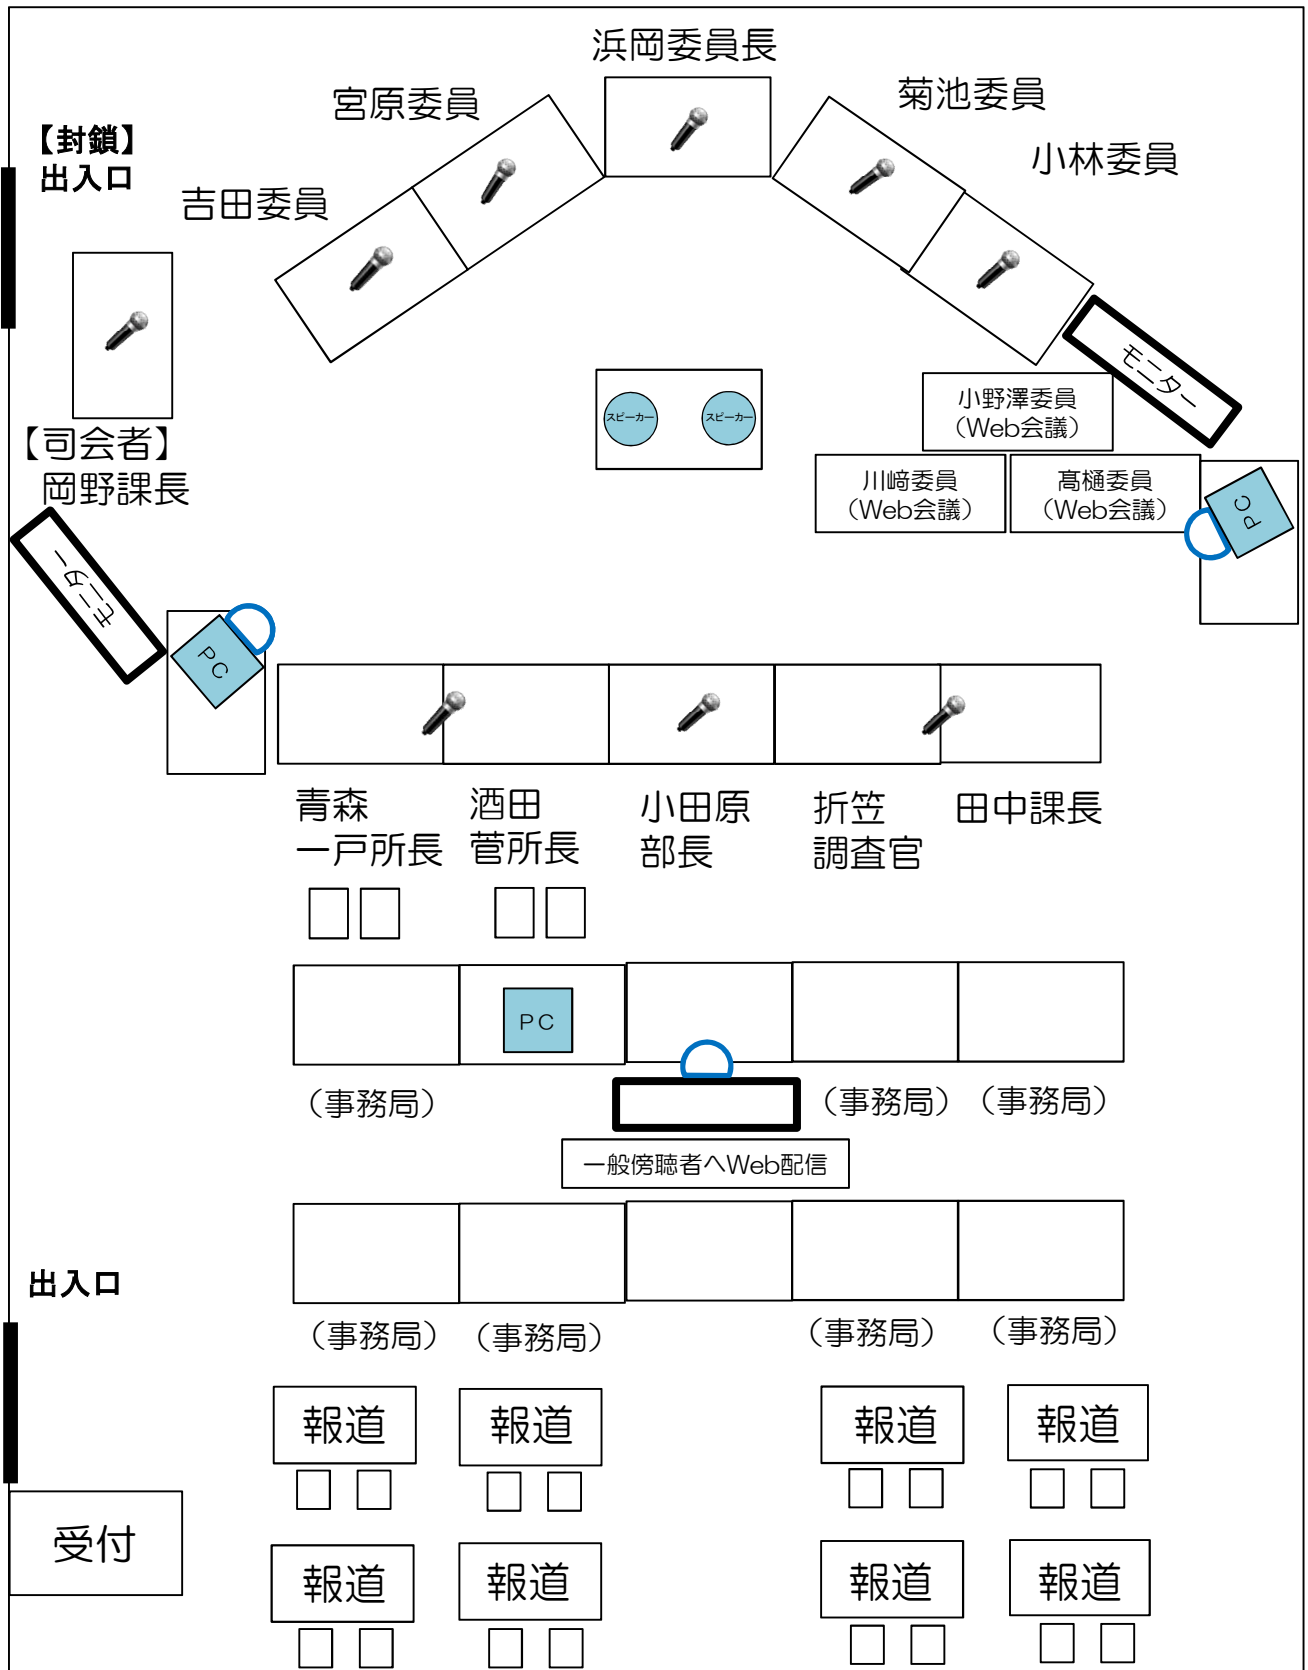 浜岡委員長
宮原委員
菊池委員
【封鎖】
出入口
小林委員
吉田委員
モニター
スピーカー
スピーカー
小野澤委員
（Web会議）
【司会者】
岡野課長
川﨑委員
（Web会議）
髙樋委員
（Web会議）
PC
モニター
PC
青森
一戸所長
酒田
菅所長
小田原
部長
折笠
調査官
田中課長
PC
（事務局）
（事務局）
（事務局）
一般傍聴者へWeb配信
出入口
（事務局）
（事務局）
（事務局）
（事務局）
報道
報道
報道
報道
受付
報道
報道
報道
報道